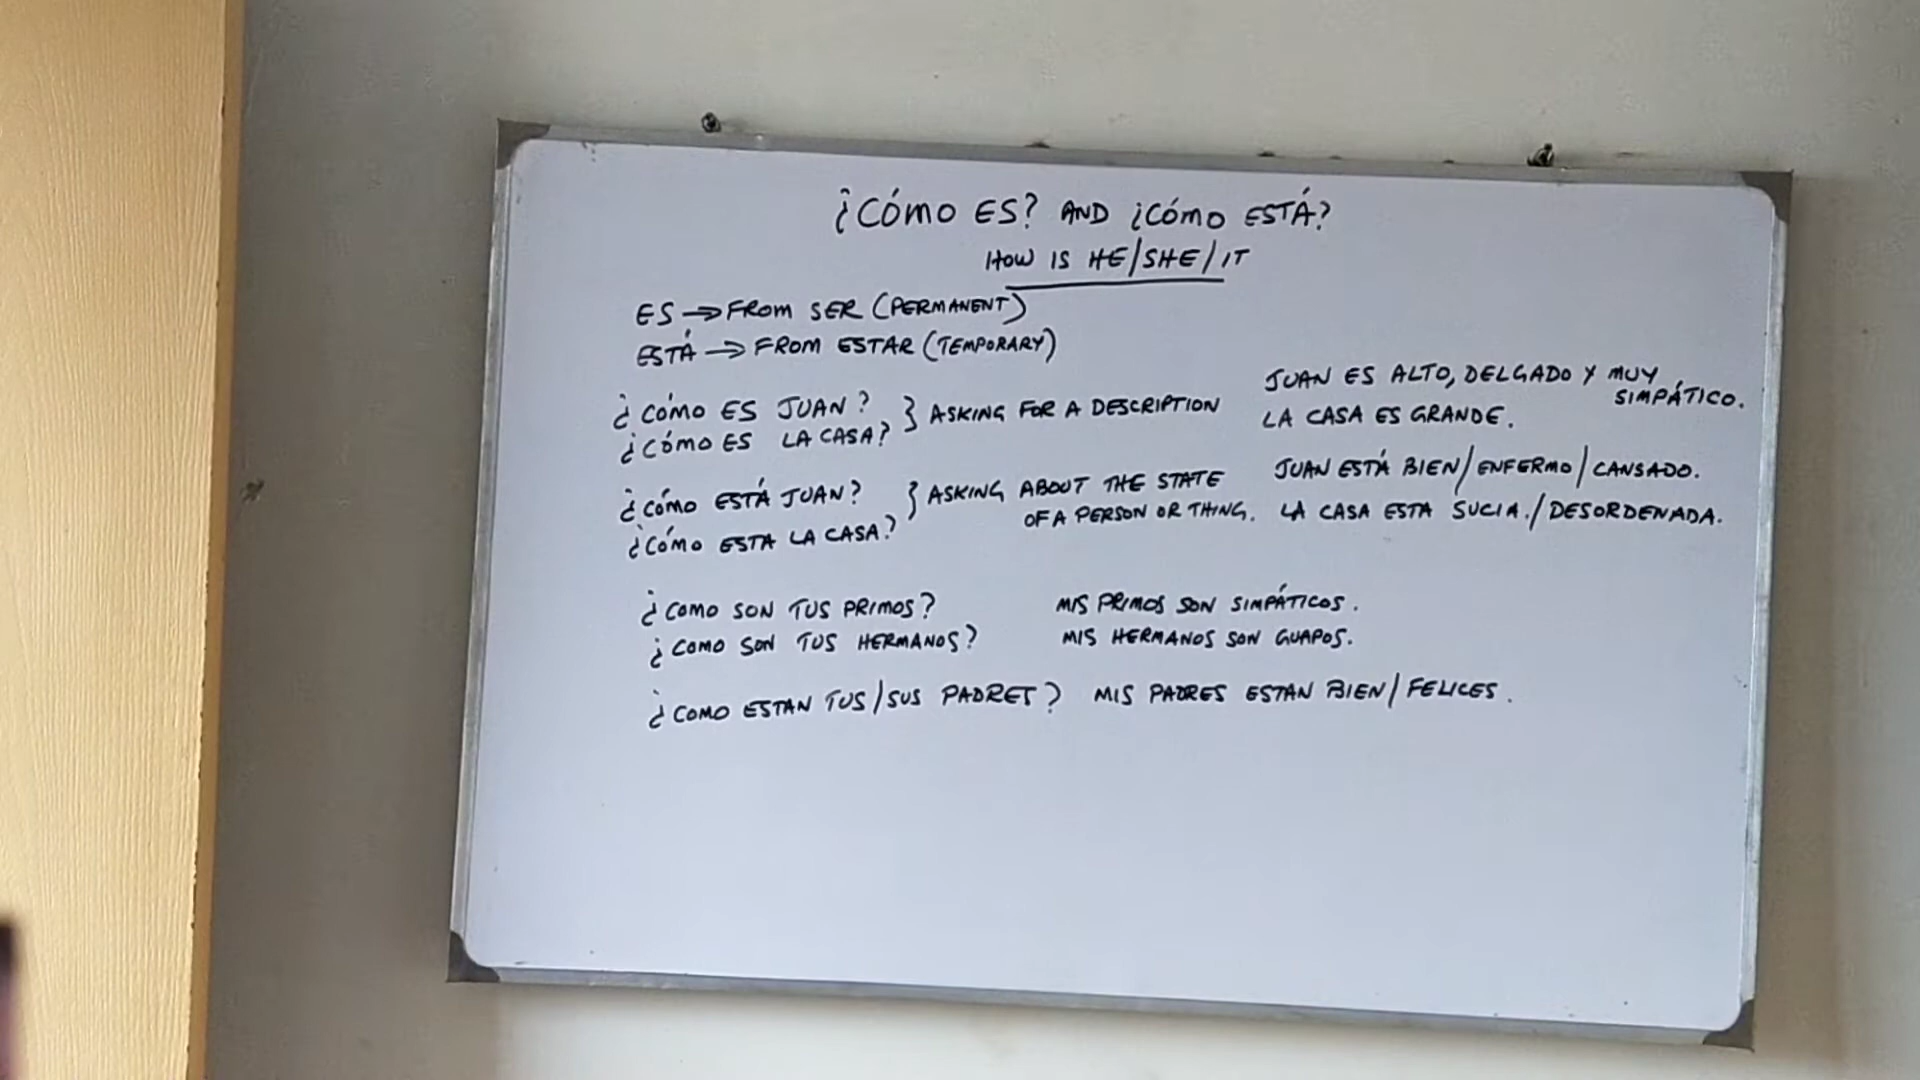 ¿CÓMO ES? AND ¿CÓMO ESTÁ?
HOW IS HE/SHE/IT
ES → FROM SER (PERMANENT)
ESTÁ → FROM ESTAR (TEMPORARY)
¿CÓMO ES JUAN? } ASKING FOR A DESCRIPTION
¿CÓMO ES LA CASA?
JUAN ES ALTO, DELGADO Y MUY
SIMPÁTICO.
LA CASA ES GRANDE.
¿CÓMO ESTÁ JUAN? } ASKING ABOUT THE STATE
OF A PERSON OR THING.
¿CÓMO ESTA LA CASA?
JUAN ESTÁ BIEN/ENFERMO/CANSADO.
LA CASA ESTA SUCIA./DESORDENADA.
¿COMO SON TUS PRIMOS? MIS PRIMOS SON SIMPÁTICOS.
¿COMO SON TUS HERMANOS? MIS HERMANOS SON GUAPOS.
¿COMO ESTAN TUS/SUS PADRES? MIS PADRES ESTAN BIEN/FELICES.